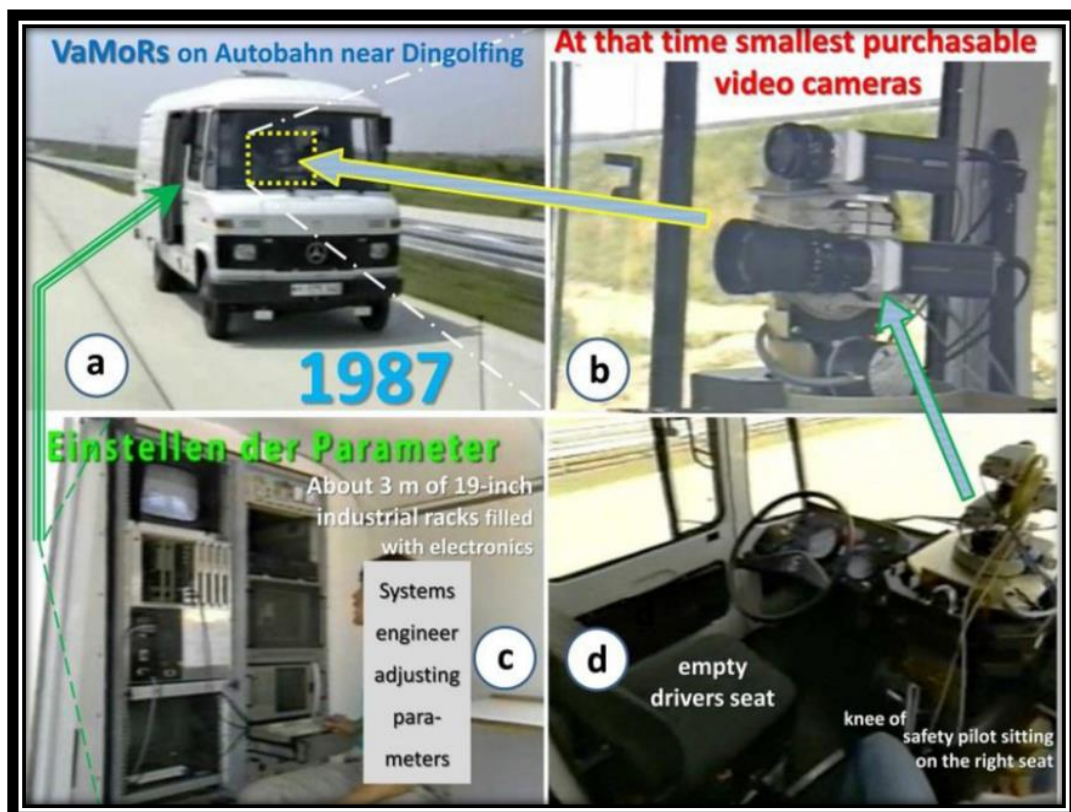 VaMoRs on Autobahn near Dingolfing
1987
a
At that time smallest purchasable
video cameras
b
Einstellen der Parameter
About 3 m of 19-inch
industrial racks filled
with electronics
Systems
engineer
adjusting
para-
meters
c
d
empty
drivers seat
knee of
safety pilot sitting
on the right seat